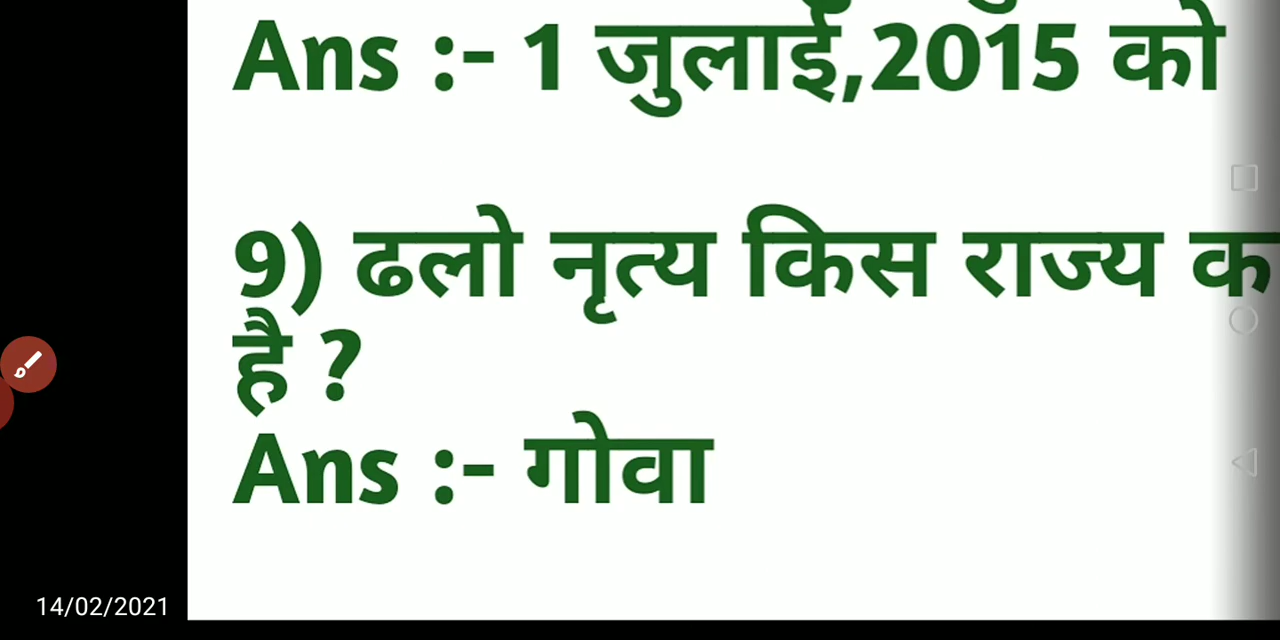 Ans :- 1 जुलाई,2015 को
9) ढलो नृत्य किस राज्य क
है ?
Ans :- गोवा
14/02/2021